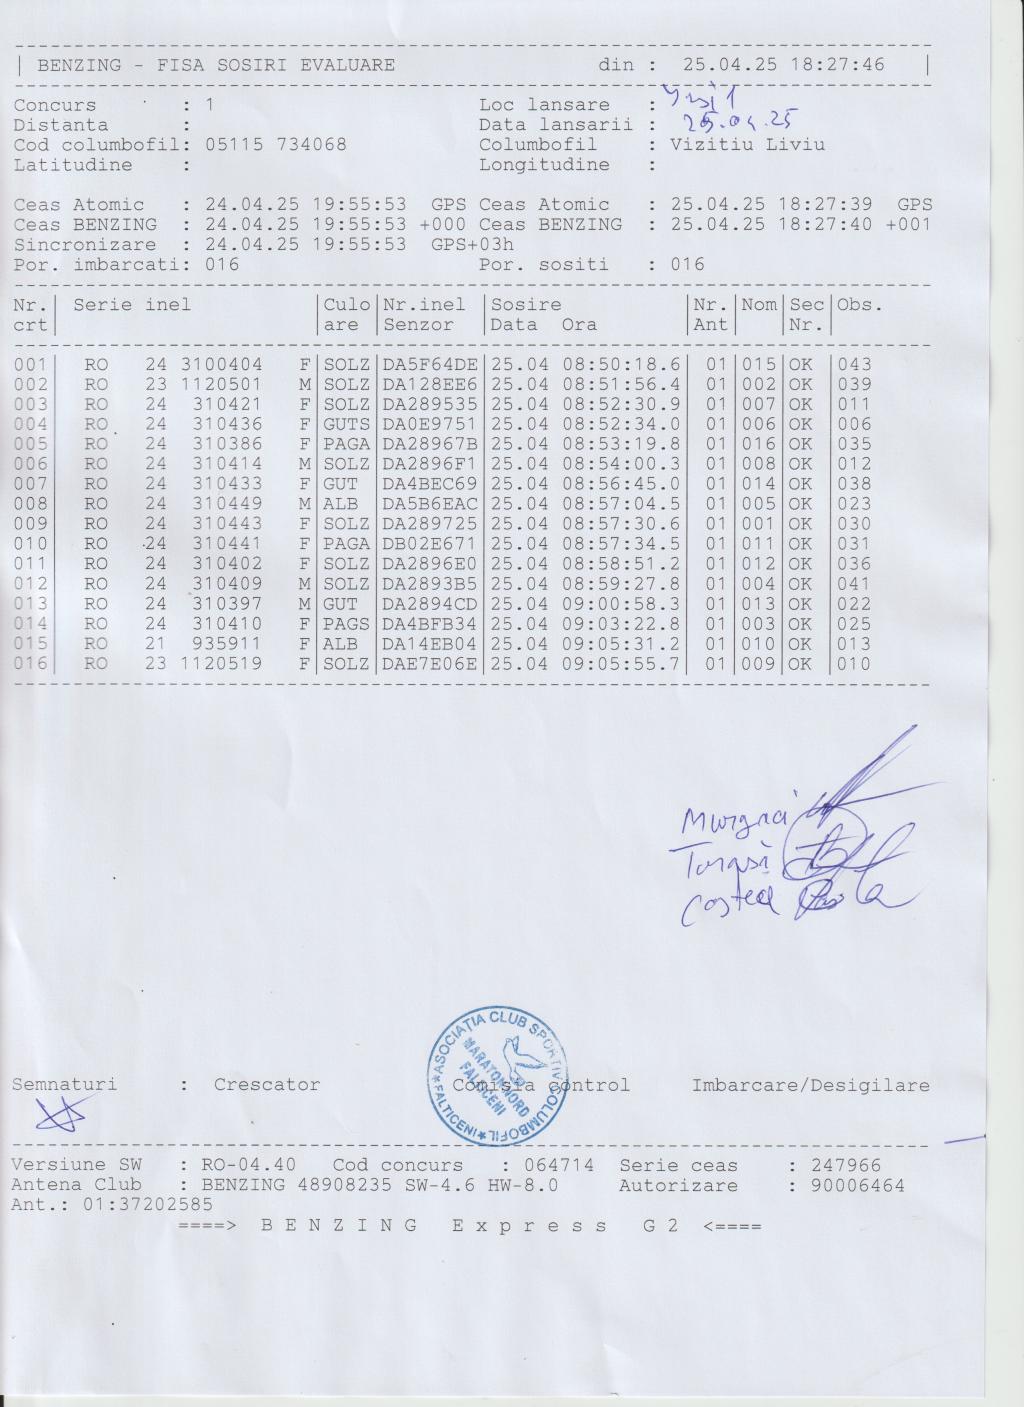 BENZING - FISA SOSIRI EVALUARE din : 25.04.25 18:27:46
Concurs : 1 Loc lansare :
Distanta : Data lansarii : 25.04.25
Cod columbofil: 05115 734068 Columbofil : Vizitiu Liviu
Latitudine : Longitudine :
Ceas Atomic : 24.04.25 19:55:53 GPS Ceas Atomic : 25.04.25 18:27:39 GPS
Ceas BENZING : 24.04.25 19:55:53 +000 Ceas BENZING : 25.04.25 18:27:40 +001
Sincronizare : 24.04.25 19:55:53 GPS+03h
Por. imbarcati: 016 Por. sositi : 016
Nr. | Serie inel | Culo | Nr.inel | Sosire | Nr. | Nom | Sec | Obs.
crt | | are | Senzor | Data Ora | Ant | | Nr. |
001 | RO 24 3100404 F | SOLZ | DA5F64DE | 25.04 08:50:18.6 | 01 | 015 | OK | 043
002 | RO 23 1120501 M | SOLZ | DA128EE6 | 25.04 08:51:56.4 | 01 | 002 | OK | 039
003 | RO 24 310421 F | SOLZ | DA289535 | 25.04 08:52:30.9 | 01 | 007 | OK | 011
004 | RO 24 310436 F | GUTS | DA0E9751 | 25.04 08:52:34.0 | 01 | 006 | OK | 006
005 | RO 24 310386 F | PAGA | DA28967B | 25.04 08:53:19.8 | 01 | 016 | OK | 035
006 | RO 24 310414 M | SOLZ | DA2896F1 | 25.04 08:54:00.3 | 01 | 008 | OK | 012
007 | RO 24 310433 F | GUT | DA4BEC69 | 25.04 08:56:45.0 | 01 | 014 | OK | 038
008 | RO 24 310449 M | ALB | DA5B6EAC | 25.04 08:57:04.5 | 01 | 005 | OK | 023
009 | RO 24 310443 F | SOLZ | DA289725 | 25.04 08:57:30.6 | 01 | 001 | OK | 030
010 | RO 24 310441 F | PAGA | DB02E671 | 25.04 08:57:34.5 | 01 | 011 | OK | 031
011 | RO 24 310402 F | SOLZ | DA2896E0 | 25.04 08:58:51.2 | 01 | 012 | OK | 036
012 | RO 24 310409 M | SOLZ | DA2893B5 | 25.04 08:59:27.8 | 01 | 004 | OK | 041
013 | RO 24 310397 M | GUT | DA2894CD | 25.04 09:00:58.3 | 01 | 013 | OK | 022
014 | RO 24 310410 F | PAGS | DA4BFB34 | 25.04 09:03:22.8 | 01 | 003 | OK | 025
015 | RO 21 935911 F | ALB | DA14EB04 | 25.04 09:05:31.2 | 01 | 010 | OK | 013
016 | RO 23 1120519 F | SOLZ | DAE7E06E | 25.04 09:05:55.7 | 01 | 009 | OK | 010
ASOCIAȚIA CLUB SPORTIV COLUMBOFIL
MARATON NORD
FALTICENI
FALTICENI
Semnaturi : Crescator Comisia control Imbarcare/Desigilare
Versiune SW : RO-04.40 Cod concurs : 064714 Serie ceas : 247966
Antena Club : BENZING 48908235 SW-4.6 HW-8.0 Autorizare : 90006464
Ant.: 01:37202585
====> B E N Z I N G E x p r e s s G 2 <====